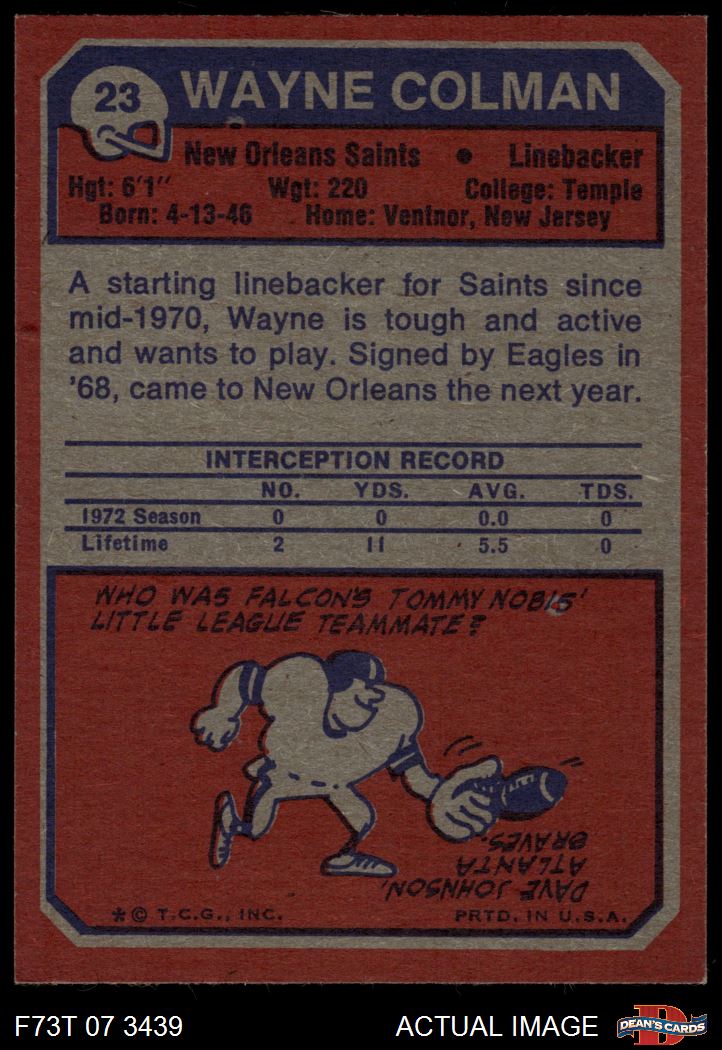 23 WAYNE COLMAN
New Orleans Saints • Linebacker
Hgt: 6'1" Wgt: 220 College: Temple
Born: 4-13-46 Home: Ventnor, New Jersey
A starting linebacker for Saints since
mid-1970, Wayne is tough and active
and wants to play. Signed by Eagles in
'68, came to New Orleans the next year.
INTERCEPTION RECORD
NO. YDS. AVG. TDS.
1972 Season 0 0 0.0 0
Lifetime 2 11 5.5 0
WHO WAS FALCON'S TOMMY NOBIS'
LITTLE LEAGUE TEAMMATE?
DAVE JOHNSON,
ATLANTA
BRAVES.
* © T.C.G., INC. PRTD. IN U.S.A.
F73T 07 3439 ACTUAL IMAGE D DEAN'S CARDS